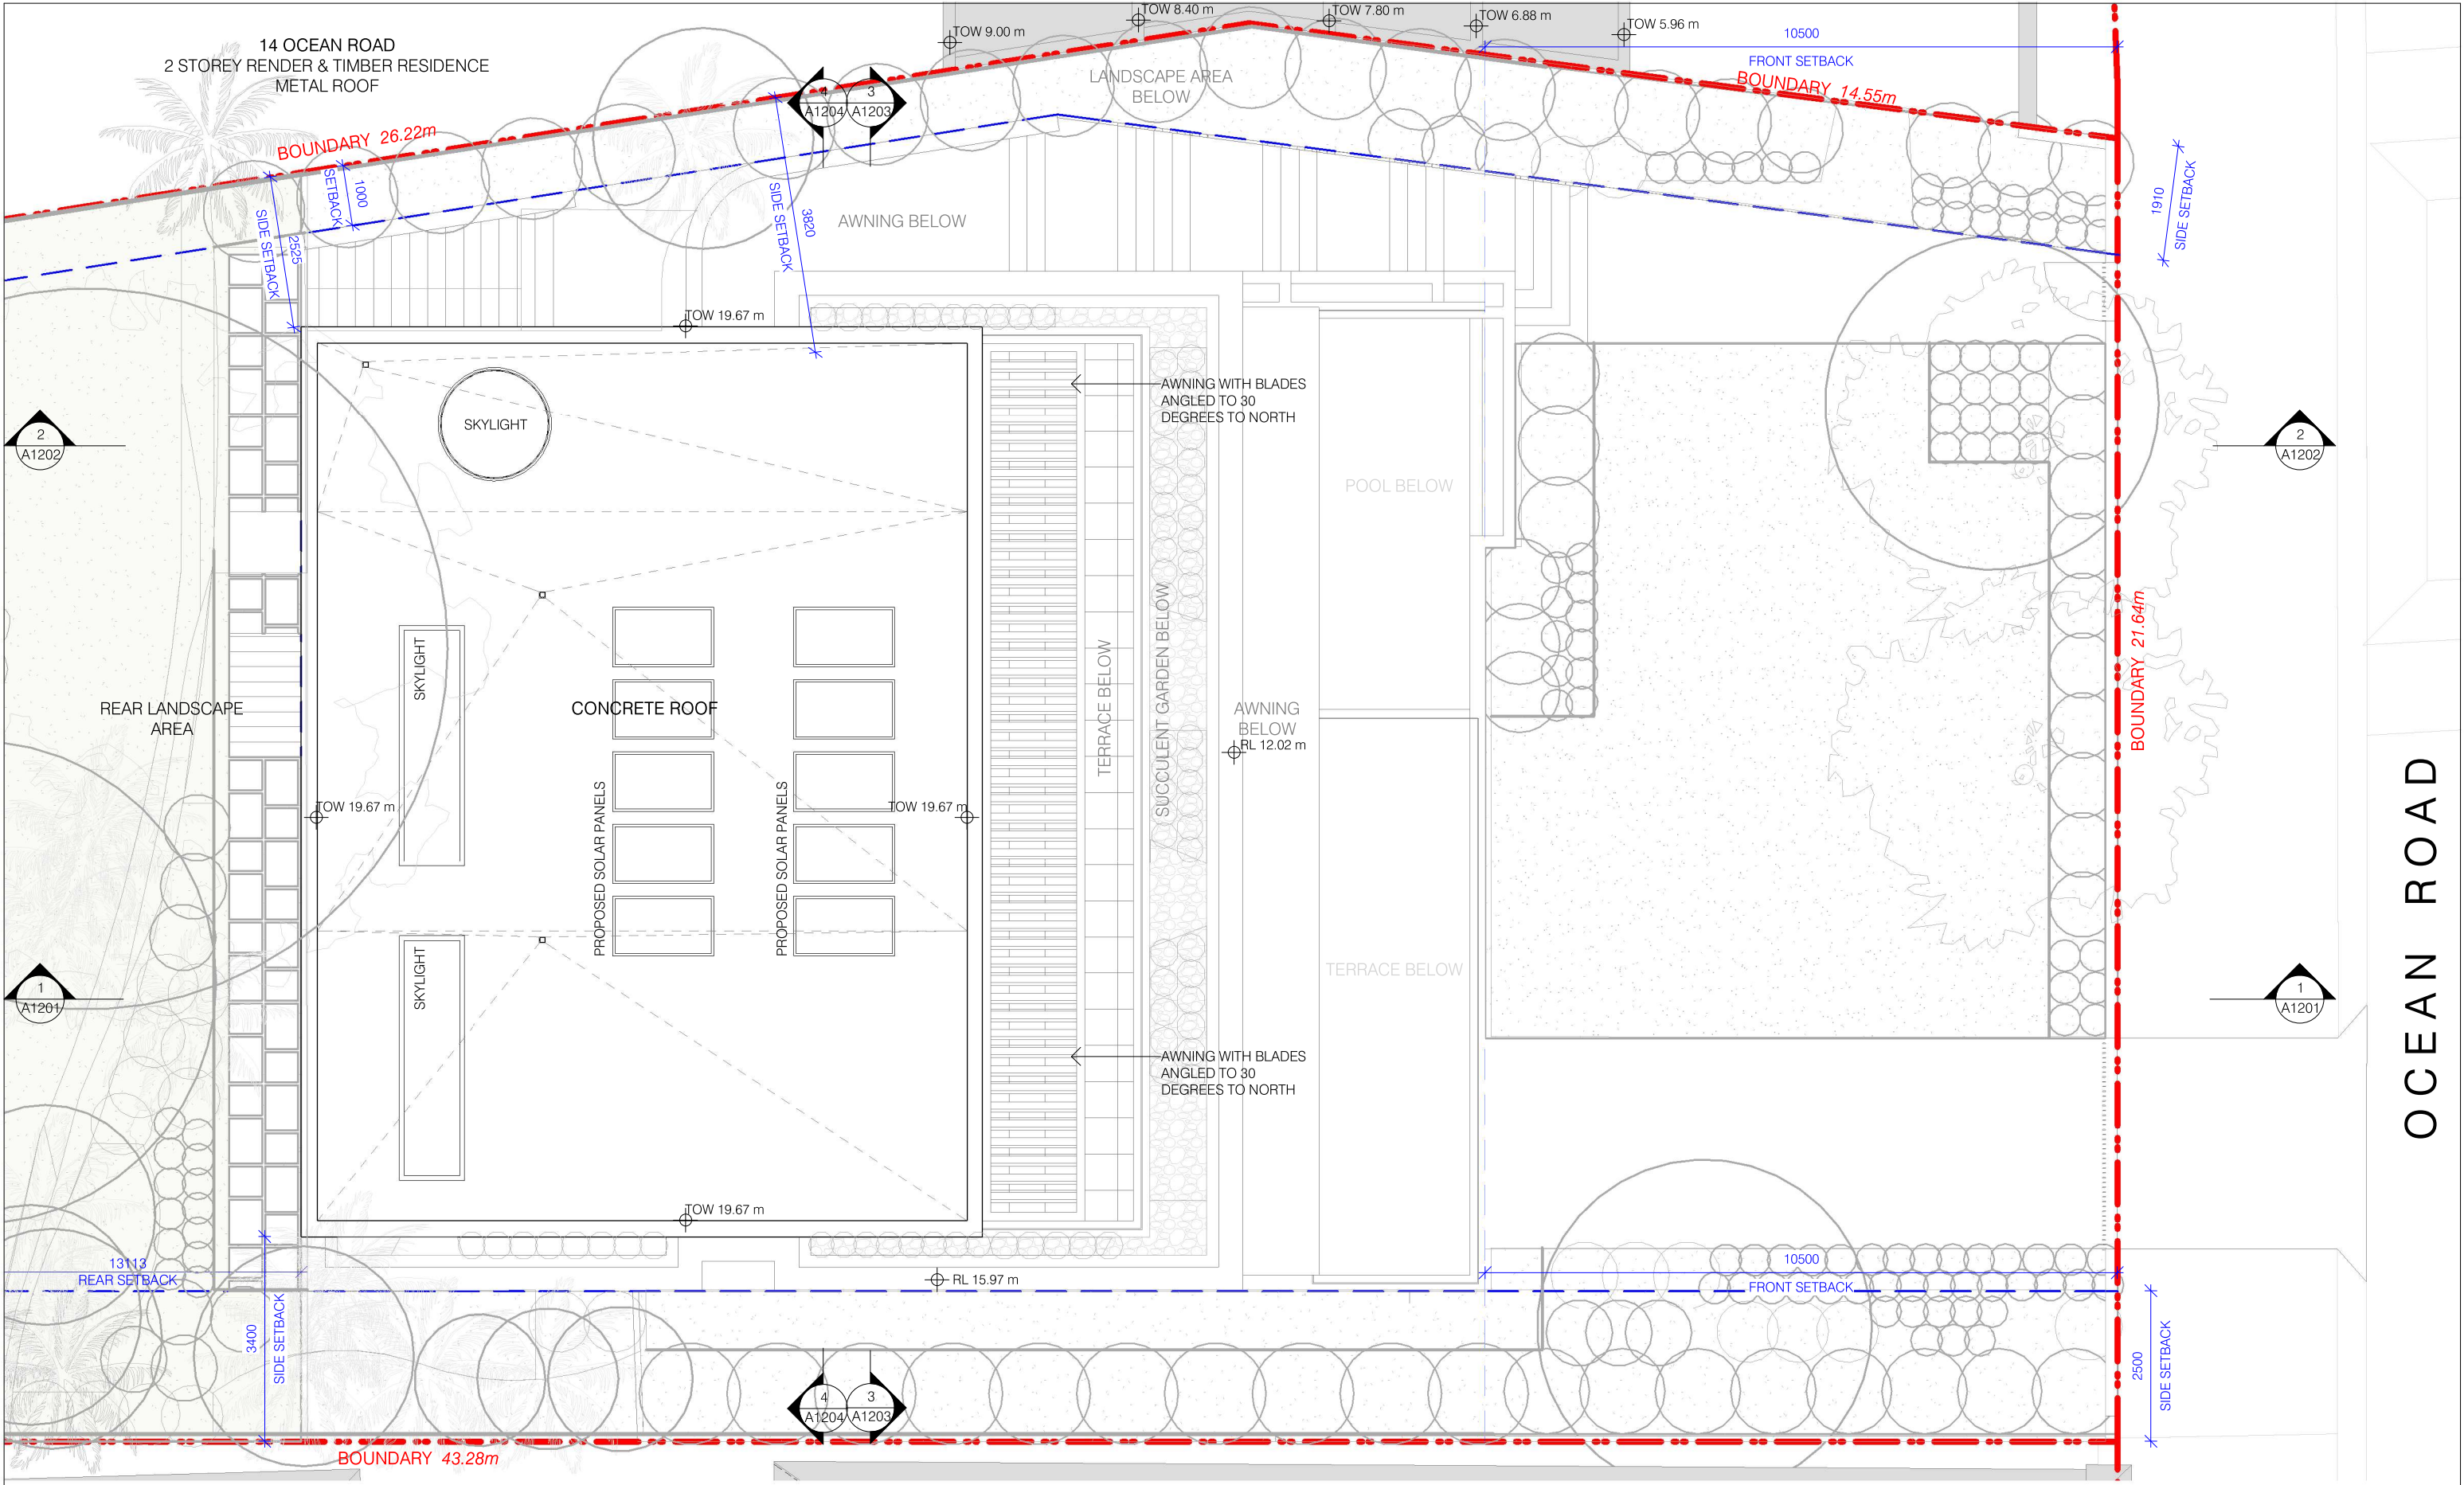 TOW 8.40 m
TOW 7.80 m
TOW 6.88 m
TOW 5.96 m
TOW 9.00 m
10500
FRONT SETBACK
14 OCEAN ROAD
2 STOREY RENDER & TIMBER RESIDENCE
METAL ROOF
LANDSCAPE AREA
BELOW
BOUNDARY 14.55m
4
A1204
3
A1203
BOUNDARY 26.22m
SETBACK
1000
SIDE SETBACK
2525
SIDE SETBACK
3820
AWNING BELOW
1910
SIDE SETBACK
TOW 19.67 m
SKYLIGHT
AWNING WITH BLADES
ANGLED TO 30
DEGREES TO NORTH
2
A1202
2
A1202
POOL BELOW
SKYLIGHT
CONCRETE ROOF
REAR LANDSCAPE
AREA
TERRACE BELOW
SUCCULENT GARDEN BELOW
AWNING
BELOW
RL 12.02 m
BOUNDARY 21.64m
TOW 19.67 m
PROPOSED SOLAR PANELS
PROPOSED SOLAR PANELS
TOW 19.67 m
OCEAN ROAD
SKYLIGHT
TERRACE BELOW
1
A1201
1
A1201
AWNING WITH BLADES
ANGLED TO 30
DEGREES TO NORTH
TOW 19.67 m
13113
REAR SETBACK
RL 15.97 m
10500
FRONT SETBACK
3400
SIDE SETBACK
2500
SIDE SETBACK
4
A1204
3
A1203
BOUNDARY 43.28m